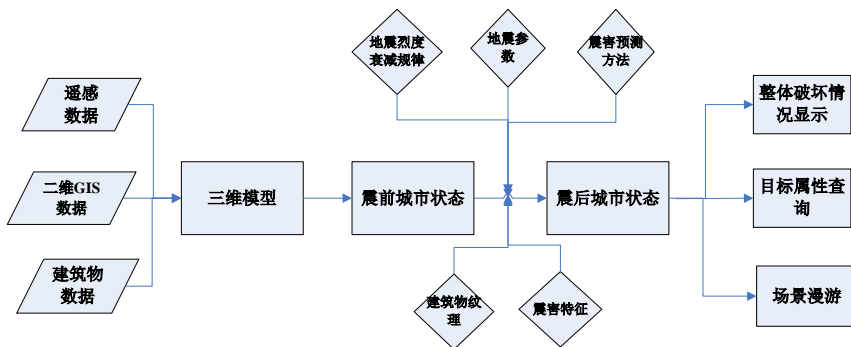 地震烈度
衰减规律
地震参
数
震害预测
方法
遥感
数据
整体破坏情
况显示
二维GIS
数据
三维模型
震前城市状态
震后城市状态
目标属性查
询
建筑物
数据
建筑物纹
理
震害特征
场景漫游